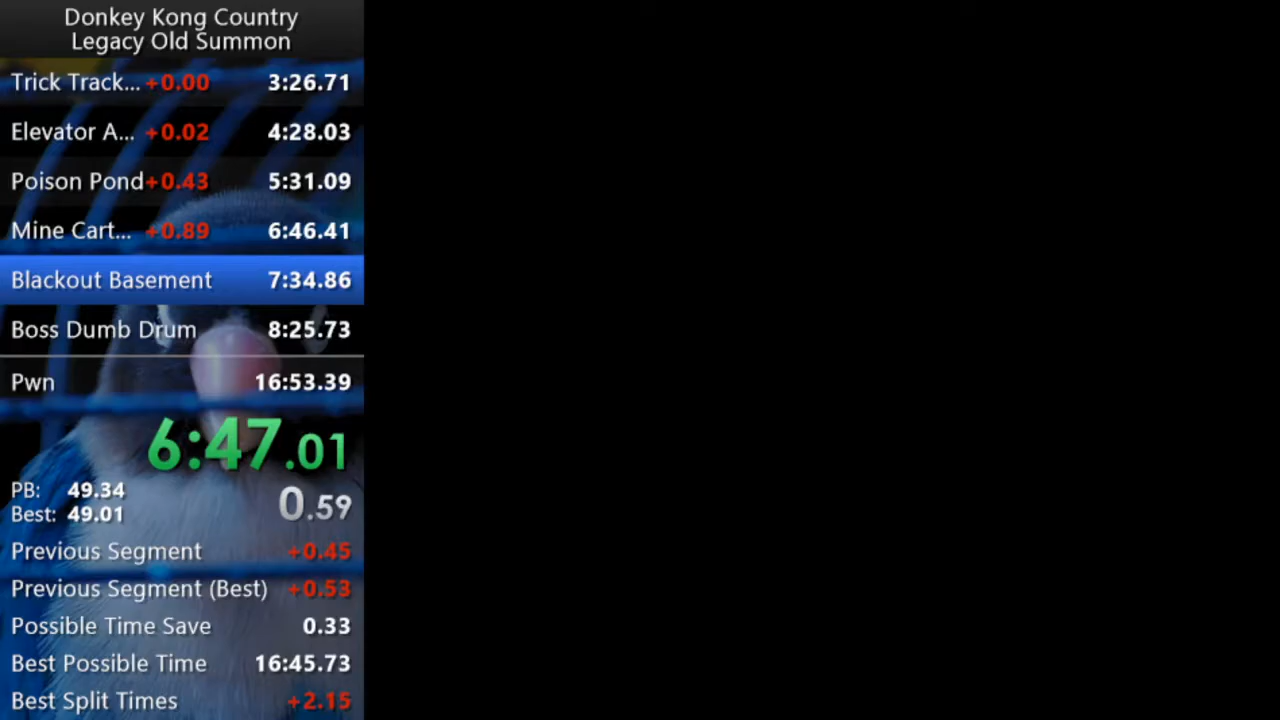 Donkey Kong Country
Legacy Old Summon
Trick Track... +0.00 3:26.71
Elevator A... +0.02 4:28.03
Poison Pond +0.43 5:31.09
Mine Cart... +0.89 6:46.41
Blackout Basement 7:34.86
Boss Dumb Drum 8:25.73
Pwn 16:53.39
6:47.01
PB: 49.34 0.59
Best: 49.01
Previous Segment +0.45
Previous Segment (Best) +0.53
Possible Time Save 0.33
Best Possible Time 16:45.73
Best Split Times +2.15